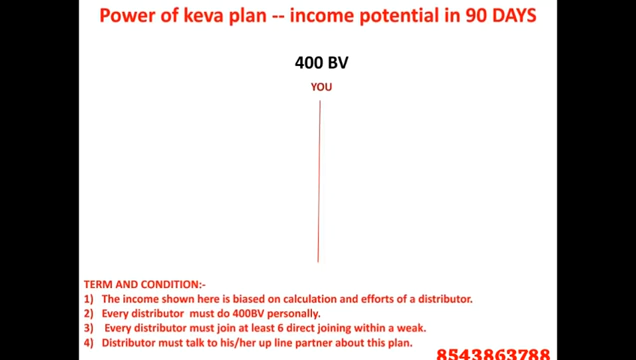 Power of keva plan -- income potential in 90 DAYS
400 BV
YOU
TERM AND CONDITION:-
1) The income shown here is biased on calculation and efforts of a distributor.
2) Every distributor must do 400BV personally.
3) Every distributor must join at least 6 direct joining within a weak.
4) Distributor must talk to his/her up line partner about this plan.
8543863788